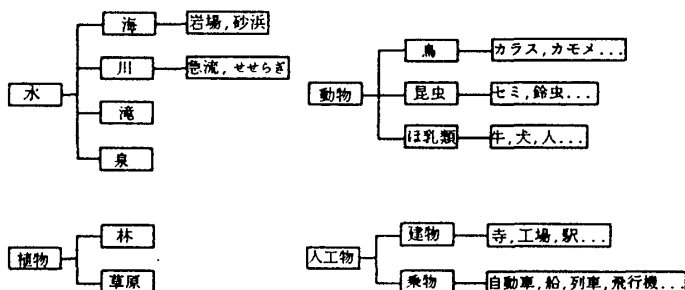 水
海
岩場，砂浜
川
急流，せせらぎ
滝
泉
動物
鳥
カラス，カモメ...
昆虫
セミ，鈴虫...
ほ乳類
牛，犬，人...
植物
林
草原
人工物
建物
寺，工場，駅...
乗物
自動車，船，列車，飛行機...